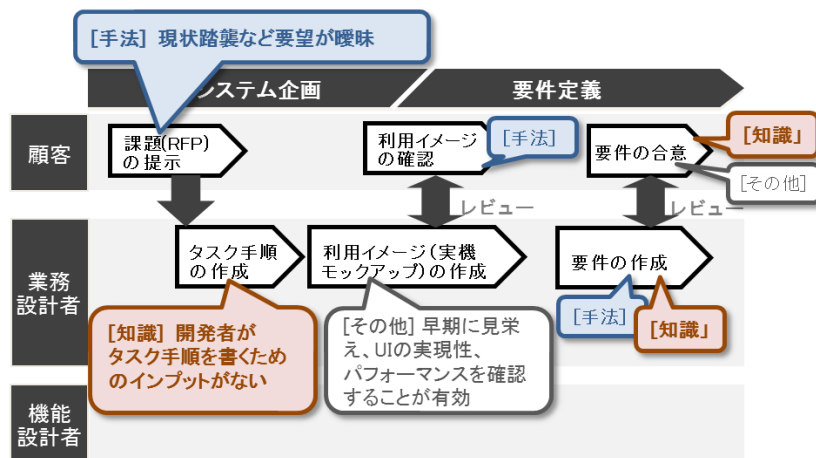 [手法] 現状踏襲など要望が曖昧
ステム企画
要件定義
顧客
課題(RFP)
の提示
利用イメージ
の確認
[手法]
要件の合意
[知識」
[その他]
レビュー
レビュー
業務
設計者
タスク手順
の作成
利用イメージ(実機
モックアップ)の作成
要件の作成
[手法]
[知識」
[知識] 開発者が
タスク手順を書くため
のインプットがない
[その他] 早期に見栄
え、UIの実現性、
パフォーマンスを確認
することが有効
機能
設計者